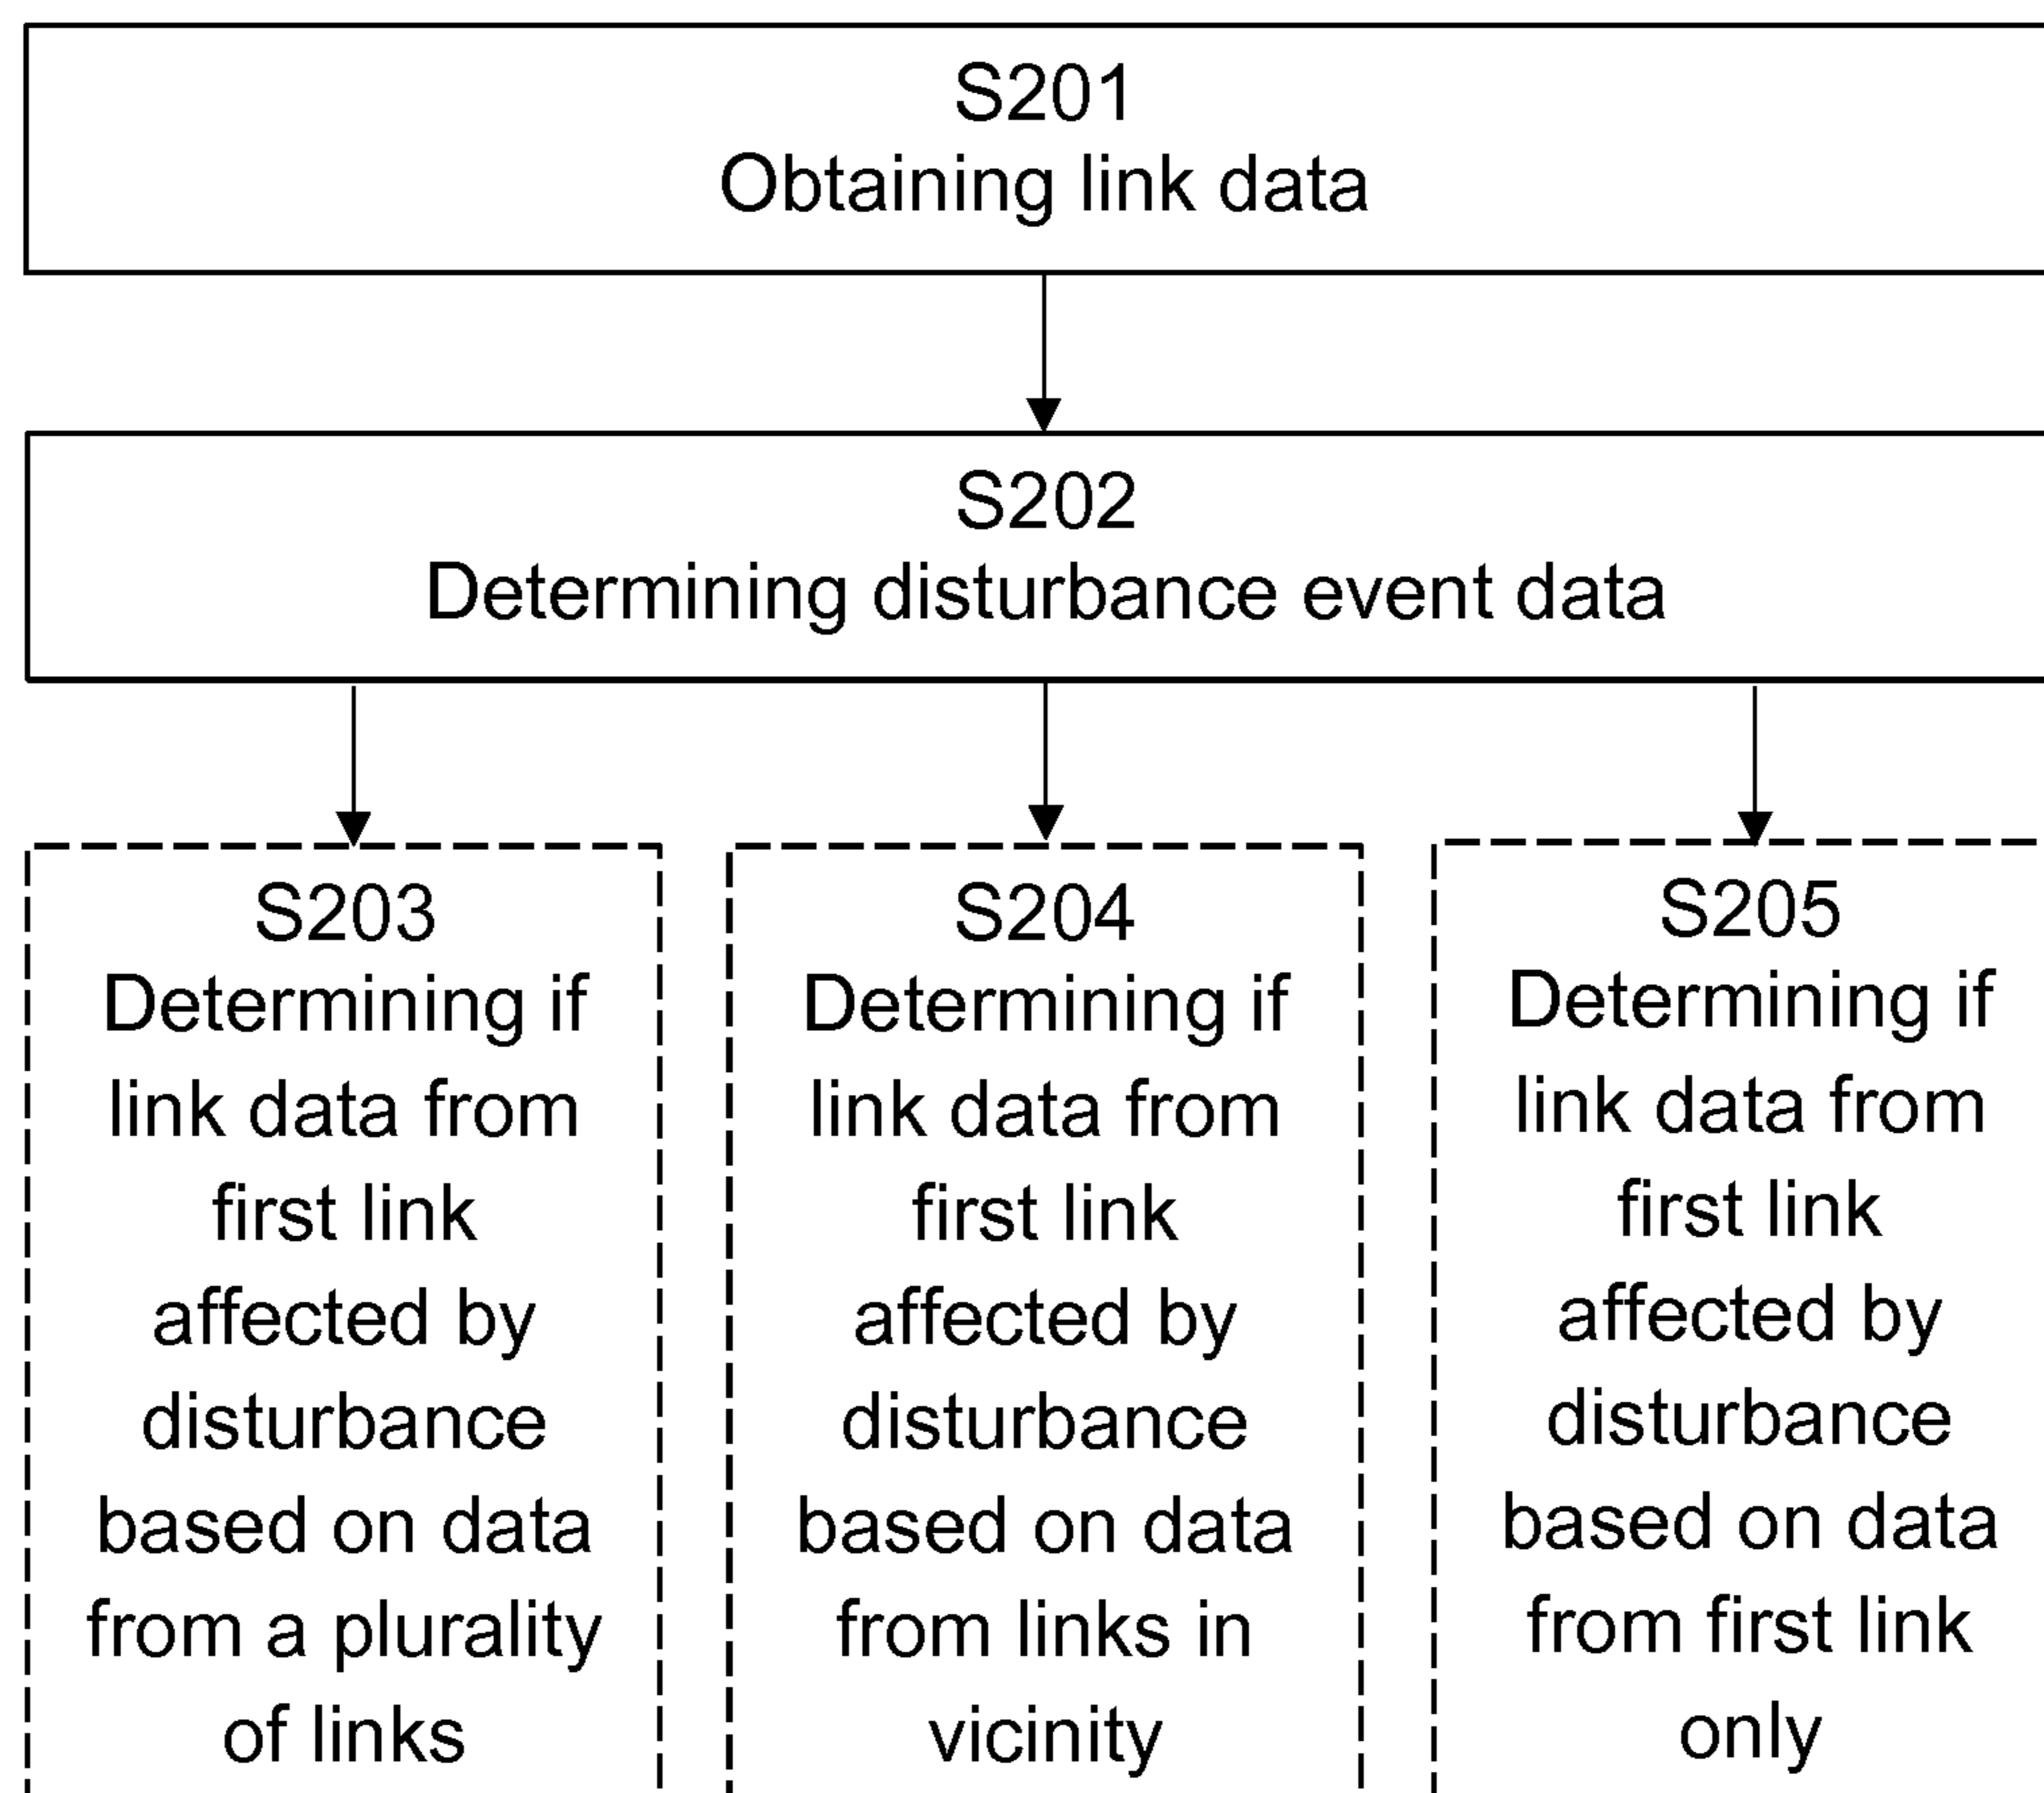 S201
Obtaining link data
S202
Determining disturbance event data
S203
Determining if
link data from
first link
affected by
disturbance
based on data
from a plurality
of links
S204
Determining if
link data from
first link
affected by
disturbance
based on data
from links in
vicinity
S205
Determining if
link data from
first link
affected by
disturbance
based on data
from first link
only